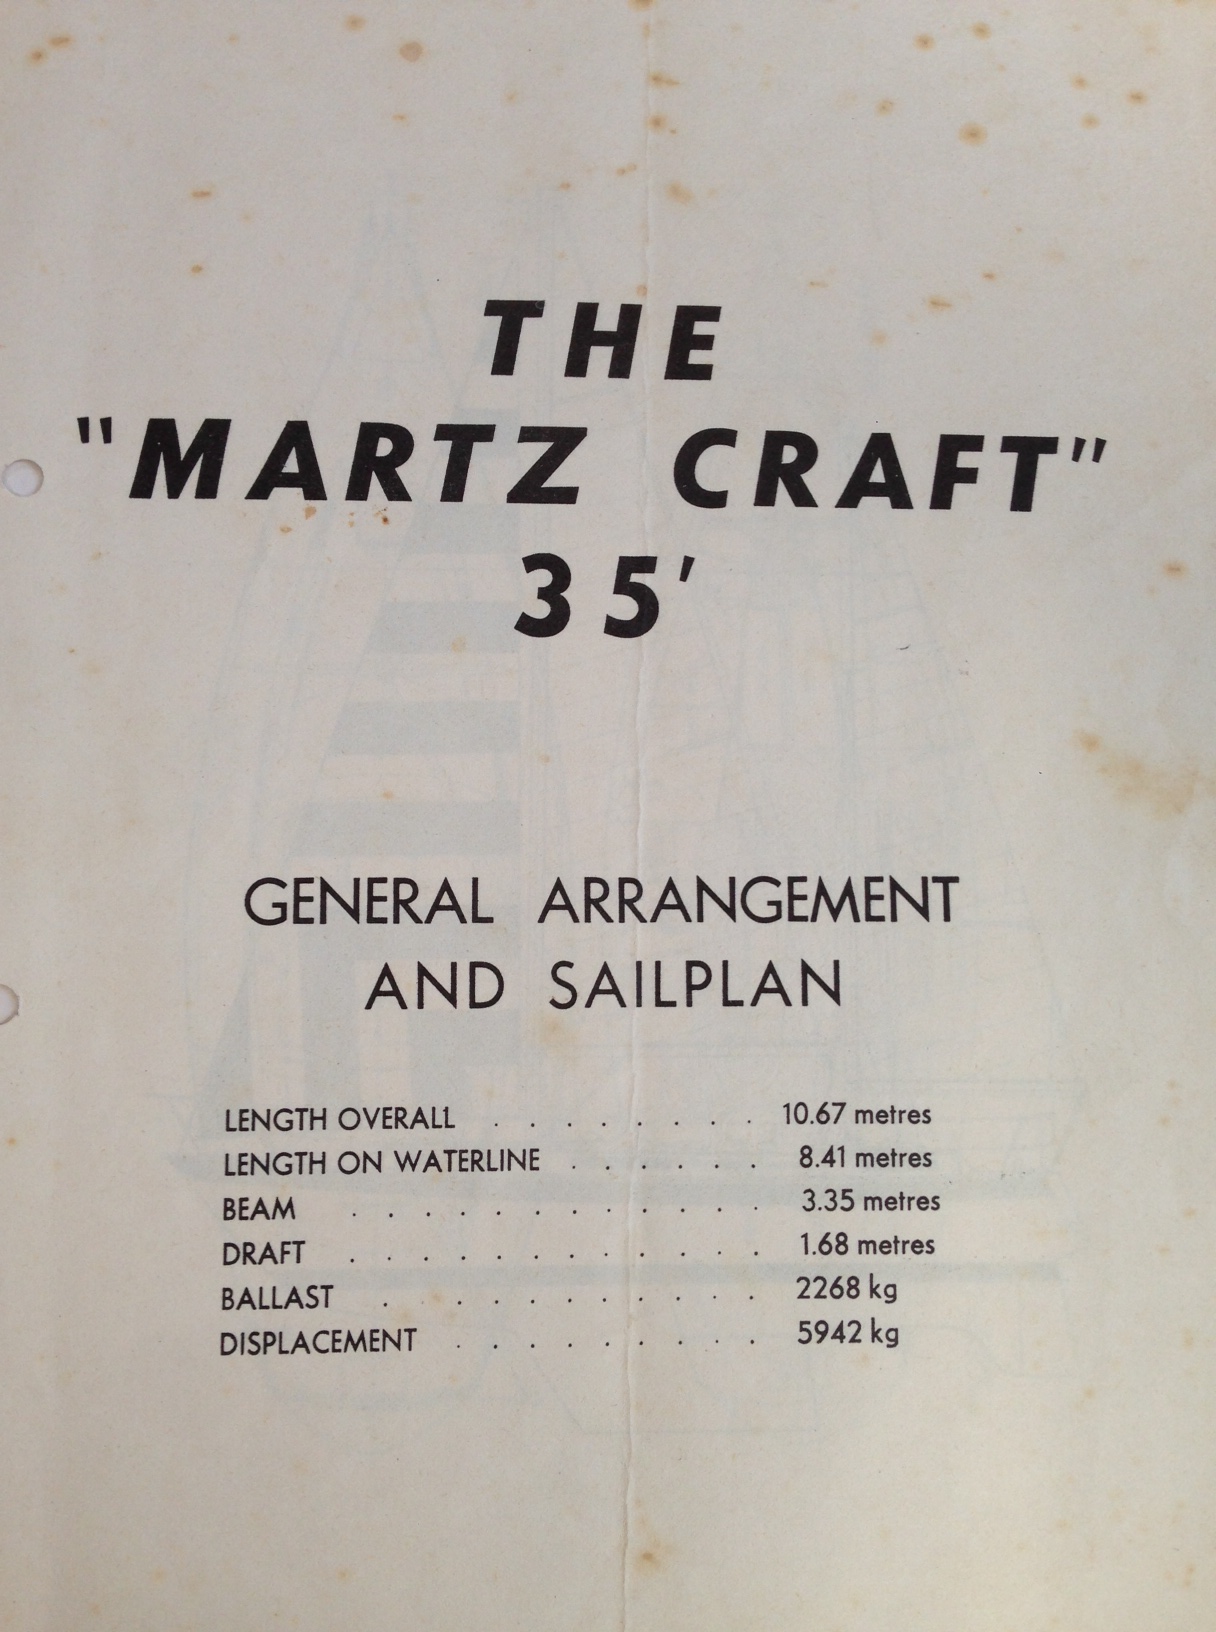 THE
"MARTZ CRAFT"
35'
GENERAL ARRANGEMENT
AND SAILPLAN
LENGTH OVERALL . . . . . . . . 10.67 metres
LENGTH ON WATERLINE . . . . . . 8.41 metres
BEAM . . . . . . . . . . . . 3.35 metres
DRAFT . . . . . . . . . . . . 1.68 metres
BALLAST . . . . . . . . . . . 2268 kg
DISPLACEMENT . . . . . . . . . 5942 kg